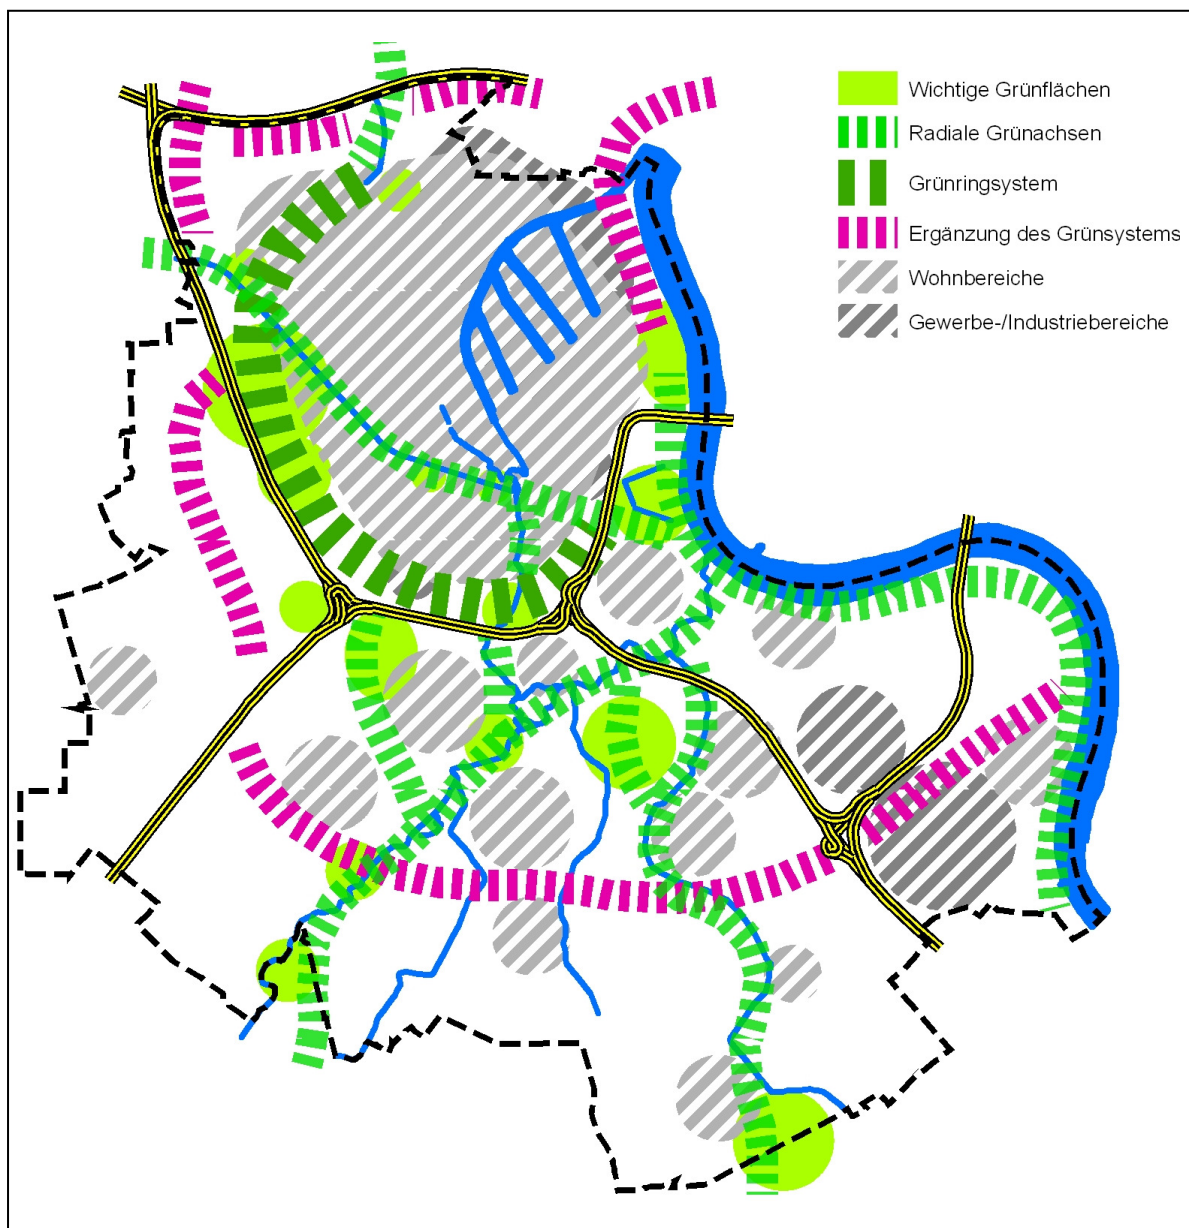 Wichtige Grünflächen
Radiale Grünachsen
Grünringsystem
Ergänzung des Grünsystems
Wohnbereiche
Gewerbe-/Industriebereiche